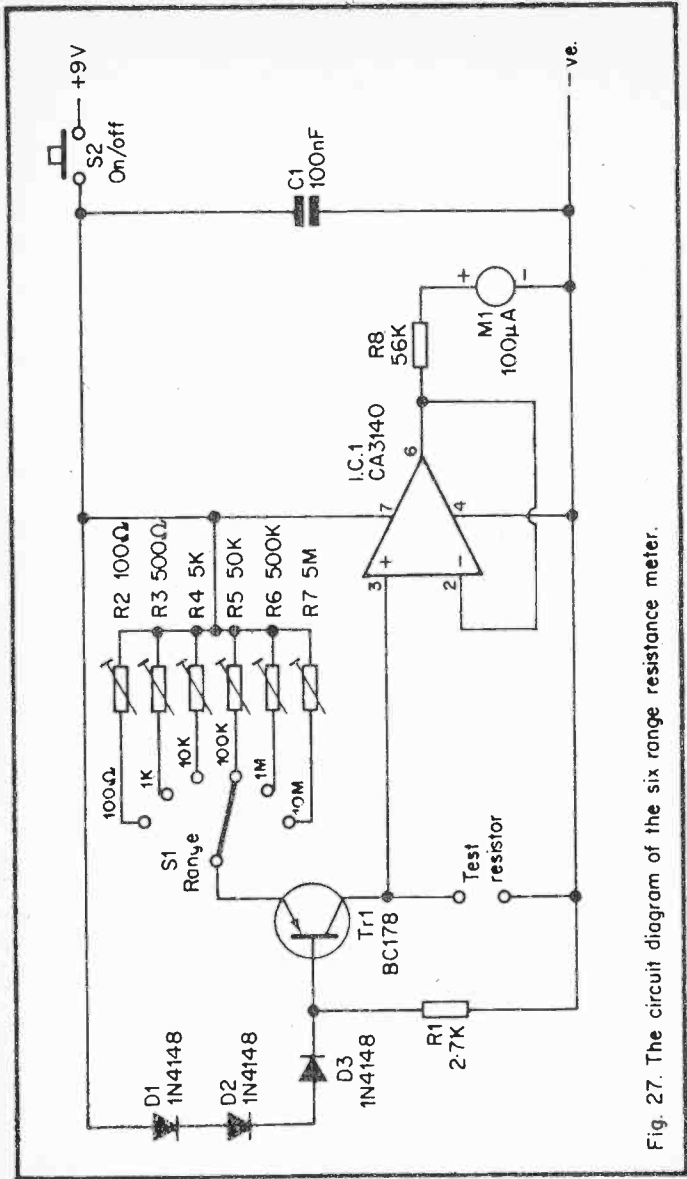 +9V
S2
On/off
C1
100nF
-ve.
R2 100Ω
R3 500Ω
R4 5K
R5 50K
R6 500K
R7 5M
100Ω
1K
10K
100K
1M
10M
S1
Range
I.C.1
CA3140
7
3
+
2
-
6
4
R8
56K
+
-
M1
100µA
D1
1N4148
D2
1N4148
D3
1N4148
Tr1
BC178
R1
2·7K
Test
resistor
Fig. 27. The circuit diagram of the six range resistance meter.